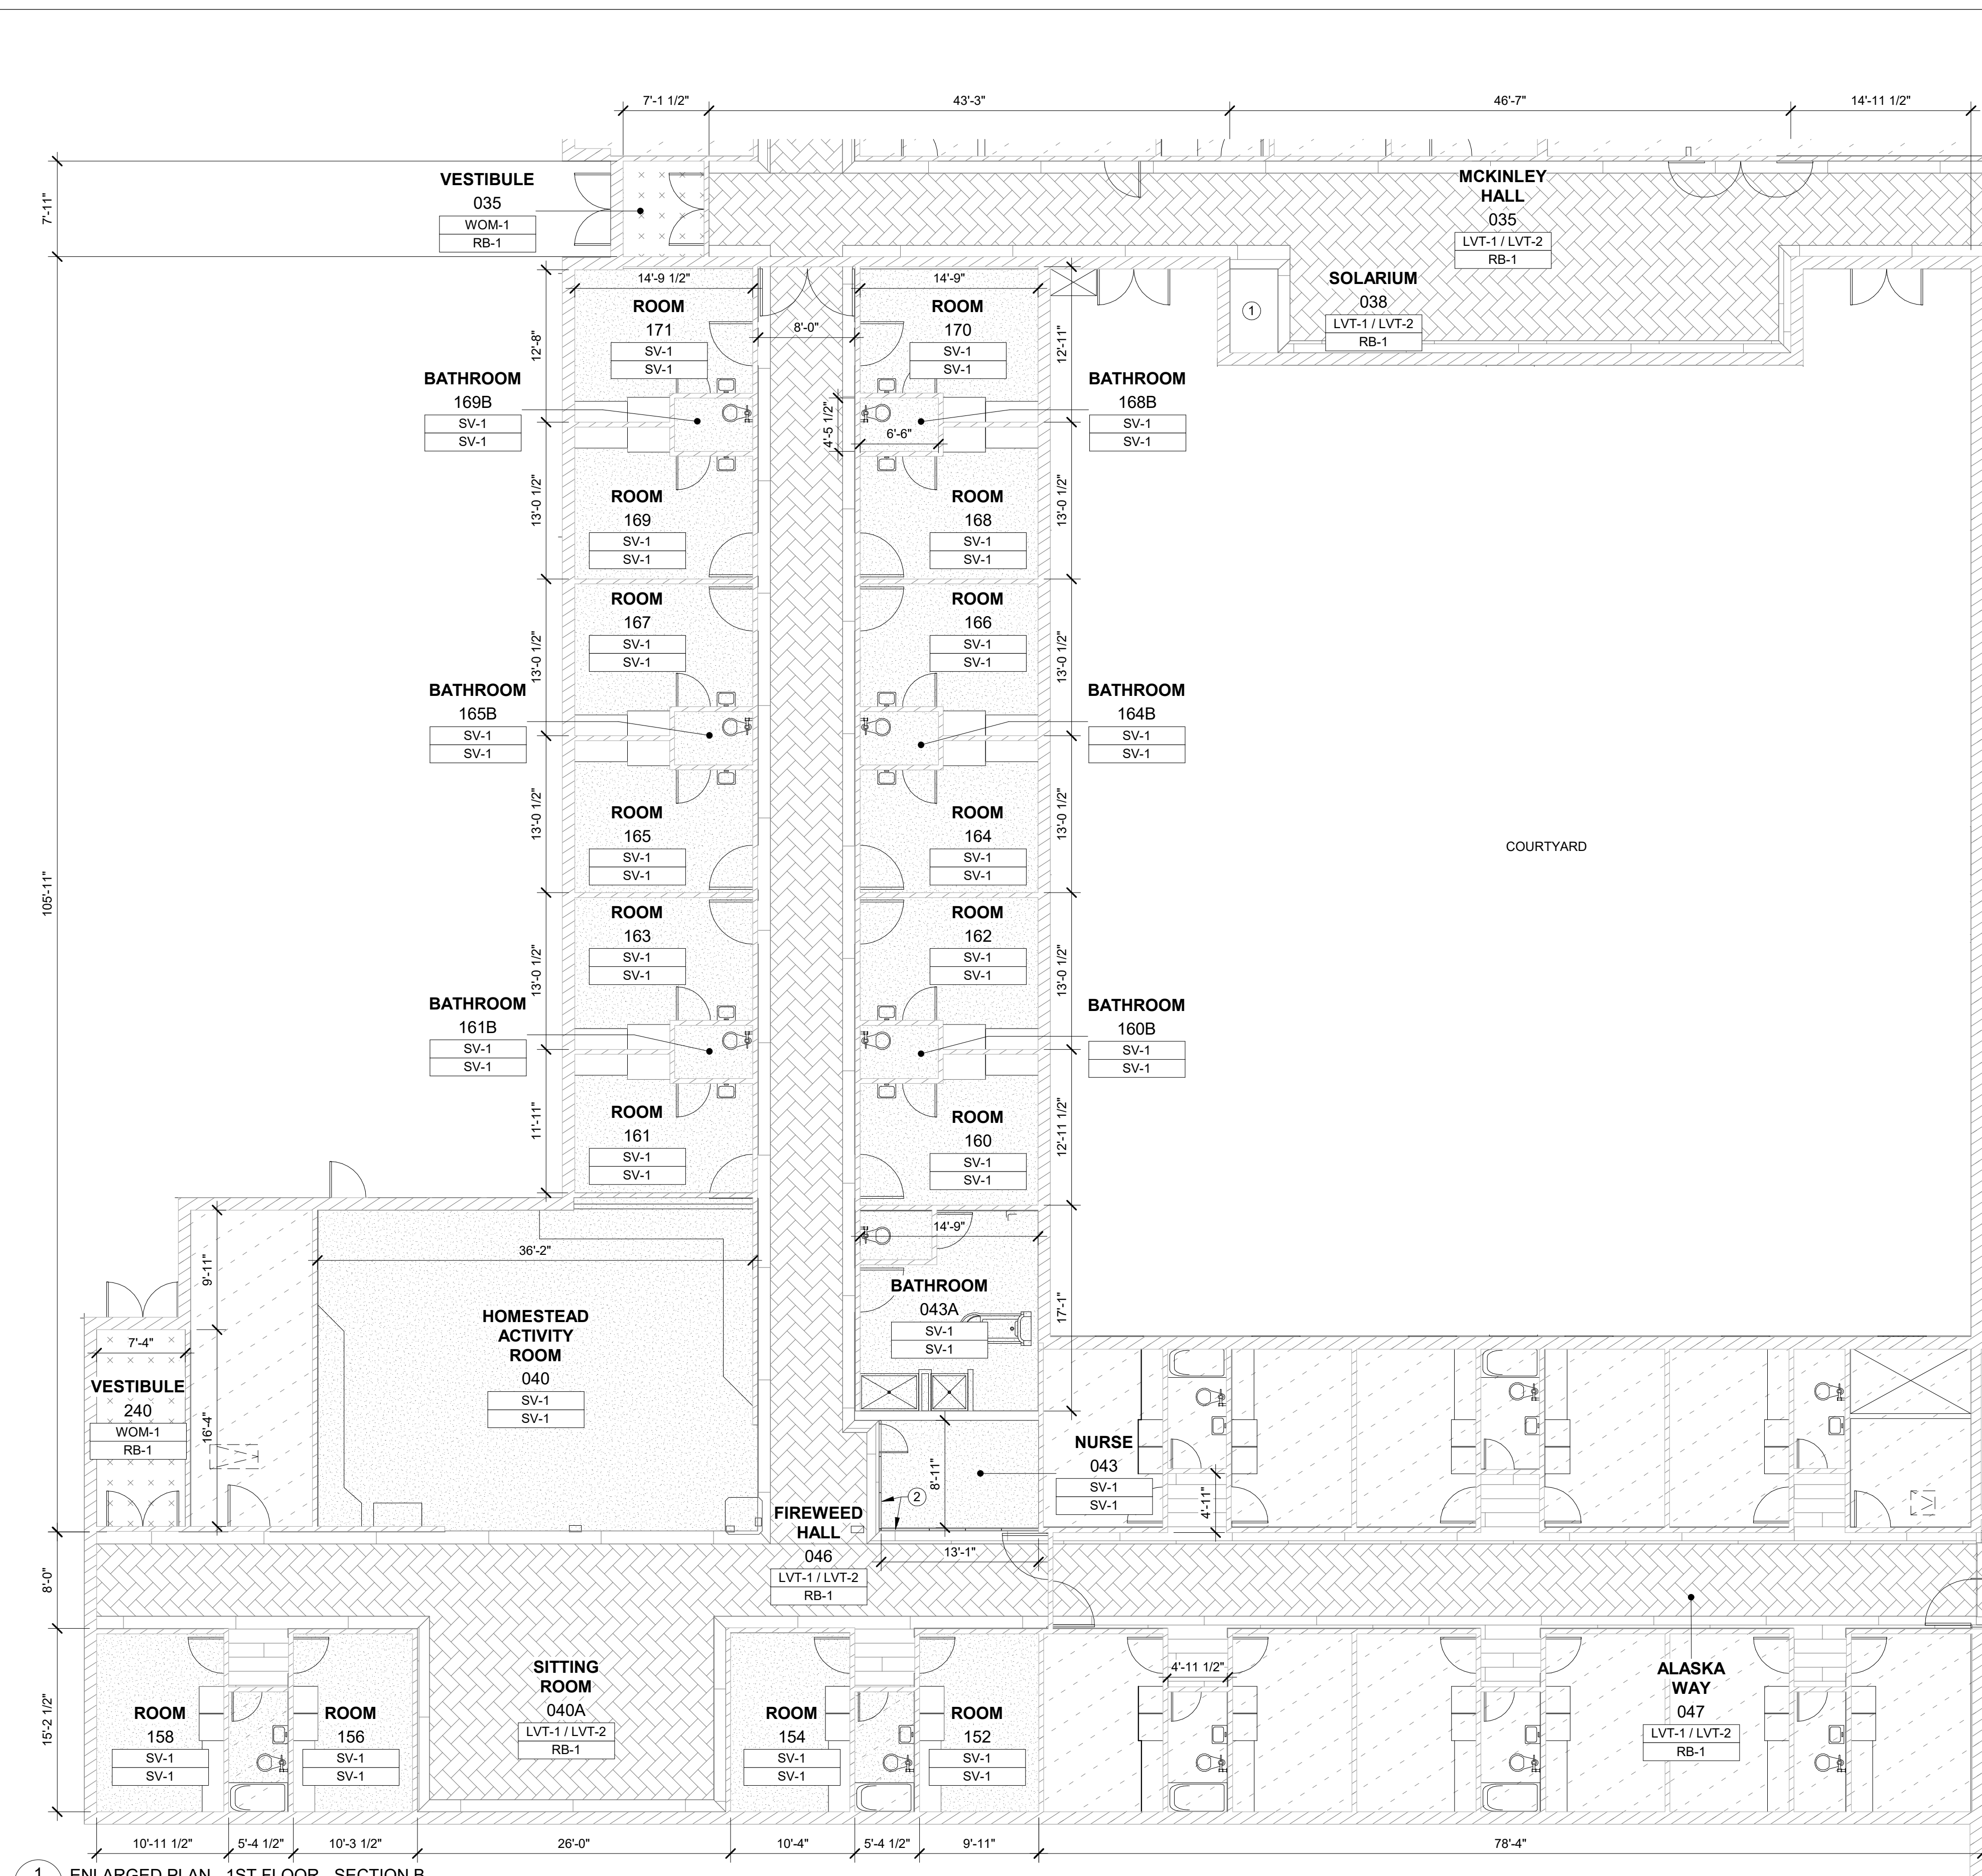 7'-1 1/2"
43'-3"
46'-7"
14'-11 1/2"
7'-11"
105'-11"
8'-0"
15'-2 1/2"
VESTIBULE
035
WOM-1
RB-1
MCKINLEY
HALL
035
LVT-1 / LVT-2
RB-1
SOLARIUM
038
LVT-1 / LVT-2
RB-1
1
14'-9 1/2"
14'-9"
8'-0"
ROOM
171
SV-1
SV-1
ROOM
170
SV-1
SV-1
12'-8"
12'-11"
BATHROOM
169B
SV-1
SV-1
4'-5 1/2"
6'-6"
BATHROOM
168B
SV-1
SV-1
13'-0 1/2"
ROOM
169
SV-1
SV-1
ROOM
168
SV-1
SV-1
13'-0 1/2"
13'-0 1/2"
ROOM
167
SV-1
SV-1
ROOM
166
SV-1
SV-1
13'-0 1/2"
BATHROOM
165B
SV-1
SV-1
BATHROOM
164B
SV-1
SV-1
13'-0 1/2"
ROOM
165
SV-1
SV-1
ROOM
164
SV-1
SV-1
13'-0 1/2"
COURTYARD
13'-0 1/2"
ROOM
163
SV-1
SV-1
ROOM
162
SV-1
SV-1
13'-0 1/2"
BATHROOM
161B
SV-1
SV-1
BATHROOM
160B
SV-1
SV-1
11'-11"
ROOM
161
SV-1
SV-1
ROOM
160
SV-1
SV-1
12'-11 1/2"
9'-11"
36'-2"
14'-9"
BATHROOM
043A
SV-1
SV-1
17'-1"
7'-4"
VESTIBULE
240
WOM-1
RB-1
16'-4"
HOMESTEAD
ACTIVITY
ROOM
040
SV-1
SV-1
NURSE
043
SV-1
SV-1
8'-11"
2
4'-11"
FIREWEED
HALL
046
LVT-1 / LVT-2
RB-1
13'-1"
ROOM
158
SV-1
SV-1
ROOM
156
SV-1
SV-1
SITTING
ROOM
040A
LVT-1 / LVT-2
RB-1
ROOM
154
SV-1
SV-1
ROOM
152
SV-1
SV-1
4'-11 1/2"
ALASKA
WAY
047
LVT-1 / LVT-2
RB-1
10'-11 1/2"
5'-4 1/2"
10'-3 1/2"
26'-0"
10'-4"
5'-4 1/2"
9'-11"
78'-4"
1 ENLARGED PLAN - 1ST FLOOR - SECTION B